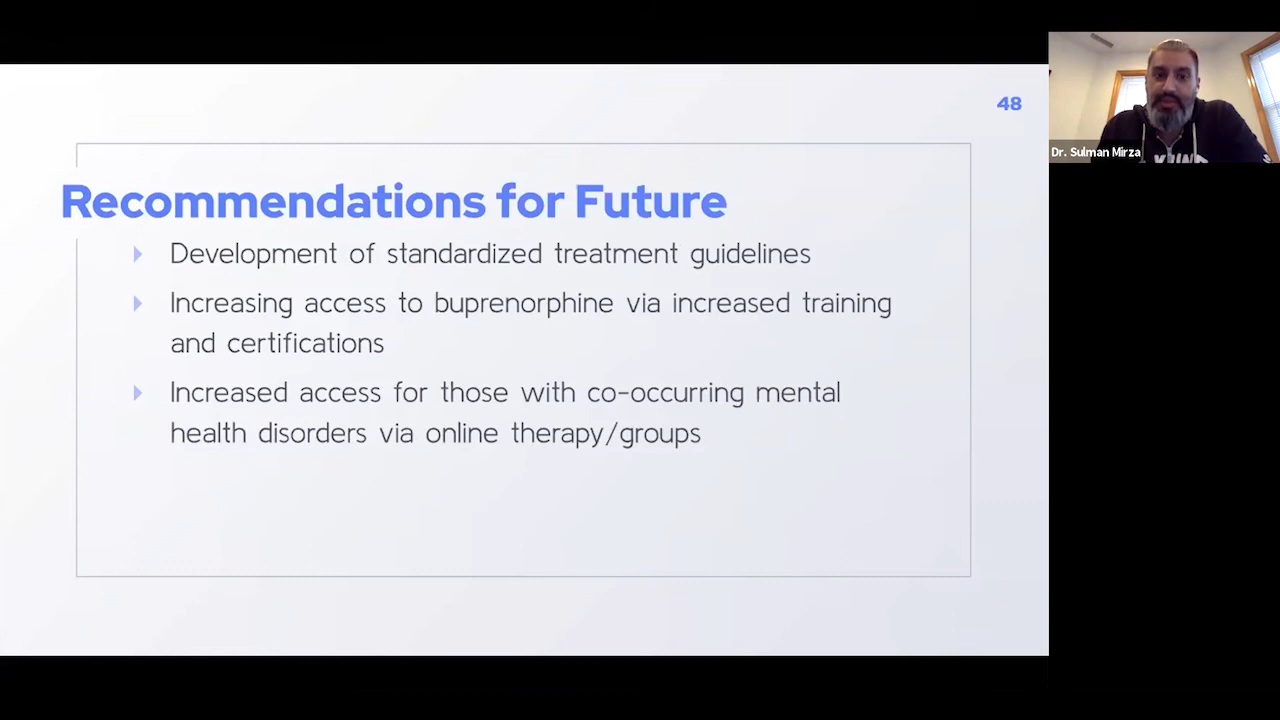 48
Dr. Sulman Mirza
Recommendations for Future
Development of standardized treatment guidelines
Increasing access to buprenorphine via increased training
and certifications
Increased access for those with co-occurring mental
health disorders via online therapy/groups